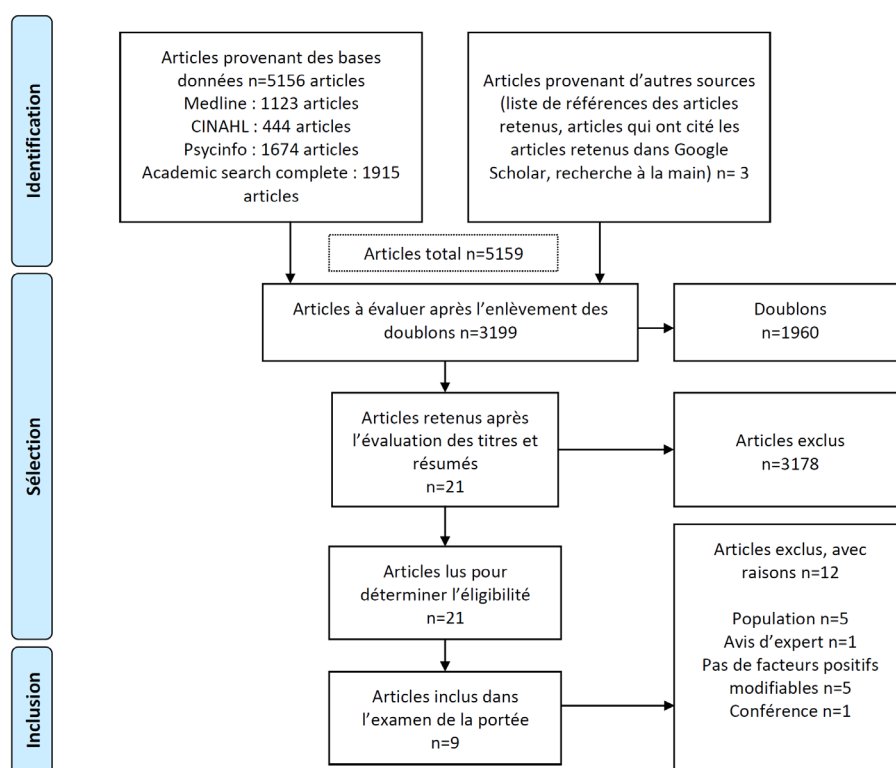 Identification
Articles provenant des bases
données n=5156 articles
Medline : 1123 articles
CINAHL : 444 articles
Psycinfo : 1674 articles
Academic search complete : 1915
articles
Articles provenant d’autres sources
(liste de références des articles
retenus, articles qui ont cité les
articles retenus dans Google
Scholar, recherche à la main) n= 3
Articles total n=5159
Sélection
Articles à évaluer après l’enlèvement des
doublons n=3199
Doublons
n=1960
Articles retenus après
l’évaluation des titres et
résumés
n=21
Articles exclus
n=3178
Articles lus pour
déterminer l’éligibilité
n=21
Articles exclus, avec
raisons n=12
Population n=5
Avis d’expert n=1
Pas de facteurs positifs
modifiables n=5
Conférence n=1
Inclusion
Articles inclus dans
l’examen de la portée
n=9